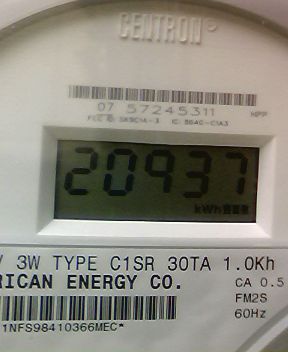 CENTRON®
07 57245311
20937
kWh
V 3W TYPE C1SR 30TA 1.0Kh
RICAN ENERGY CO.
CA 0.5
FM2S
60Hz
1NFS98410366MEC*